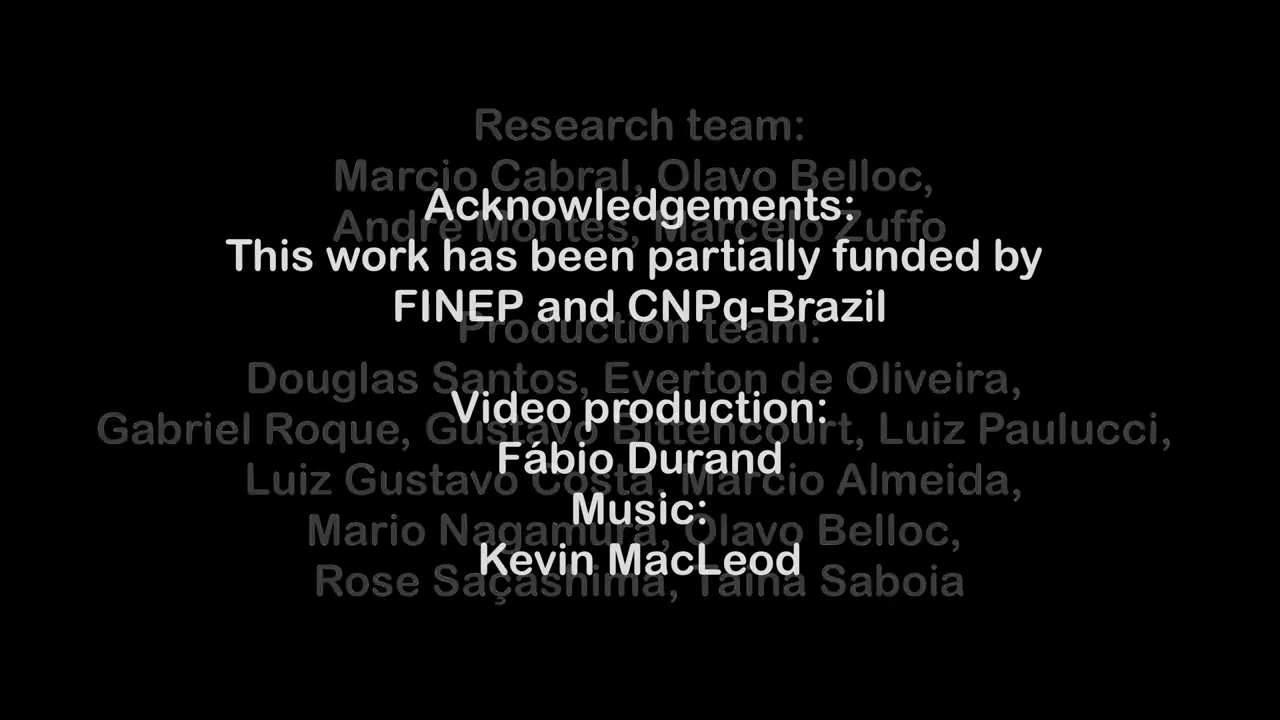 Research team:
Marcio Cabral, Olavo Belloc,
Andre Montes, Marcelo Zuffo
Acknowledgements:
This work has been partially funded by
FINEP and CNPq-Brazil
Production team:
Douglas Santos, Everton de Oliveira,
Gabriel Roque, Gustavo Bittencourt, Luiz Paulucci,
Luiz Gustavo Costa, Marcio Almeida,
Mario Nagamura, Olavo Belloc,
Rose Saçashima, Taina Saboia
Video production:
Fábio Durand
Music:
Kevin MacLeod